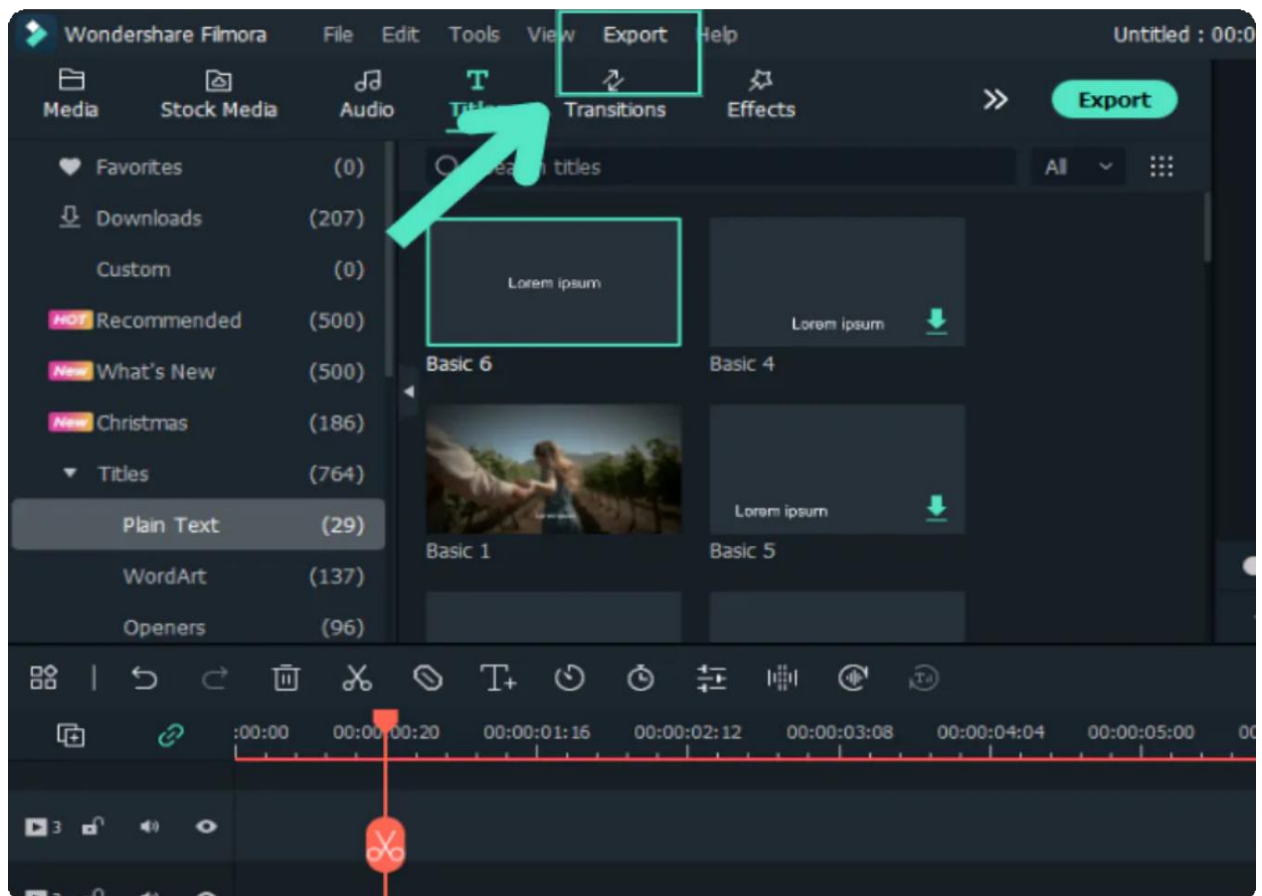 Wondershare Filmora File Edit Tools View Export Help Untitled : 00:0
Media Stock Media Audio Titles Transitions Effects Export
Favorites (0)
Search titles All
Downloads (207)
Custom (0)
Lorem ipsum
HOT Recommended (500)
Lorem ipsum
Basic 6 Basic 4
New What's New (500)
New Christmas (186)
Titles (764)
Lorem ipsum
Plain Text (29)
Basic 1 Basic 5
WordArt (137)
Openers (96)
:00:00 00:00:00:20 00:00:01:16 00:00:02:12 00:00:03:08 00:00:04:04 00:00:05:00 00
3